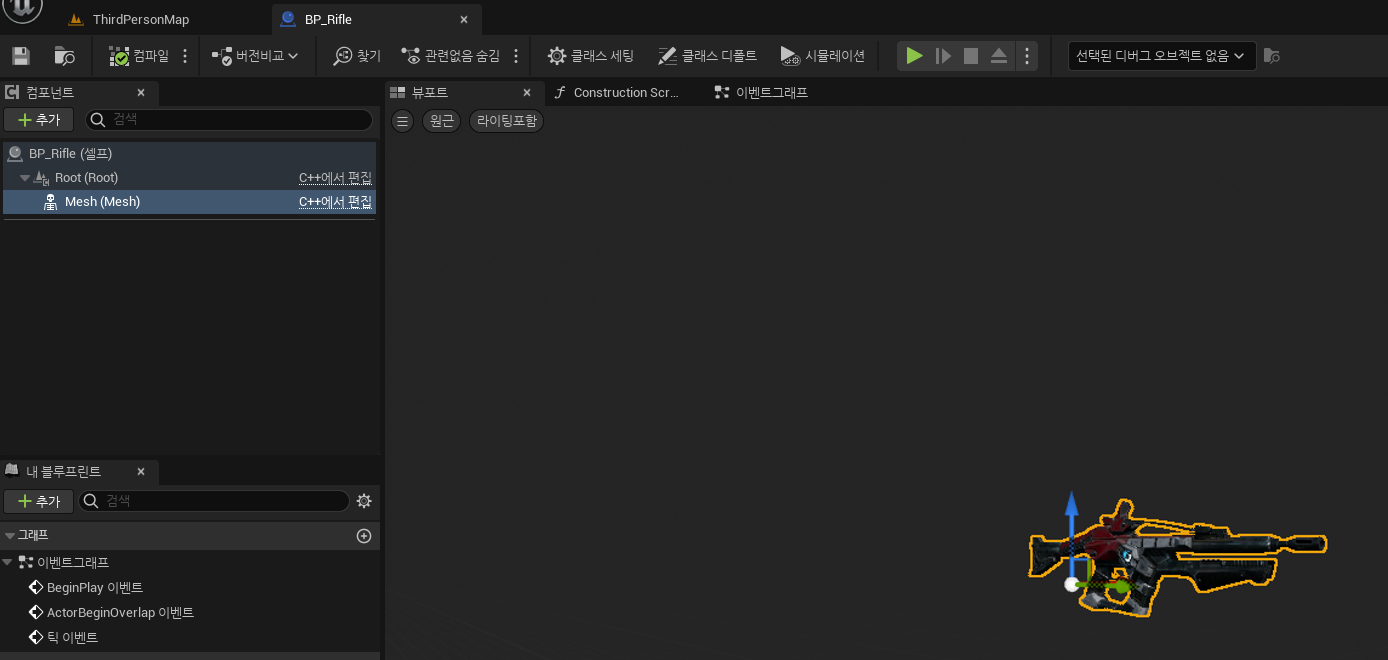 ThirdPersonMap
BP_Rifle
컴파일
버전비교
찾기
관련없음 숨김
클래스 세팅
클래스 디폴트
시뮬레이션
선택된 디버그 오브젝트 없음
컴포넌트
추가
검색
BP_Rifle (셀프)
Root (Root) C++에서 편집
Mesh (Mesh) C++에서 편집
뷰포트
Construction Scr...
이벤트그래프
원근
라이팅포함
내 블루프린트
추가
검색
그래프
이벤트그래프
BeginPlay 이벤트
ActorBeginOverlap 이벤트
틱 이벤트